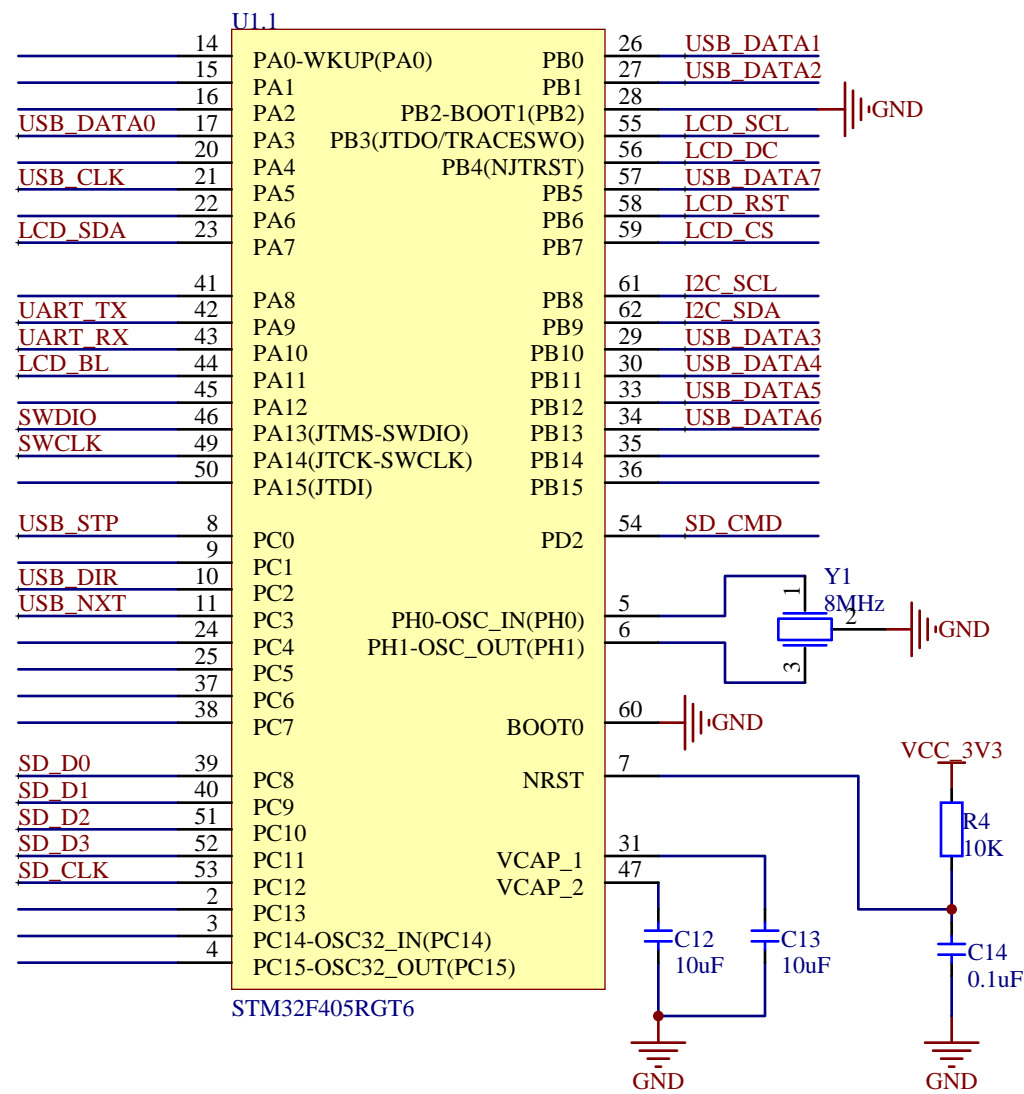 U1.1
14 PA0-WKUP(PA0) PB0 26 USB_DATA1
15 PA1 PB1 27 USB_DATA2
16 PA2 PB2-BOOT1(PB2) 28 GND
USB_DATA0 17 PA3 PB3(JTDO/TRACESWO) 55 LCD_SCL
20 PA4 PB4(NJTRST) 56 LCD_DC
USB_CLK 21 PA5 PB5 57 USB_DATA7
22 PA6 PB6 58 LCD_RST
LCD_SDA 23 PA7 PB7 59 LCD_CS
41 PA8 PB8 61 I2C_SCL
UART_TX 42 PA9 PB9 62 I2C_SDA
UART_RX 43 PA10 PB10 29 USB_DATA3
LCD_BL 44 PA11 PB11 30 USB_DATA4
45 PA12 PB12 33 USB_DATA5
SWDIO 46 PA13(JTMS-SWDIO) PB13 34 USB_DATA6
SWCLK 49 PA14(JTCK-SWCLK) PB14 35
50 PA15(JTDI) PB15 36
USB_STP 8 PC0 PD2 54 SD_CMD
9 PC1
USB_DIR 10 PC2
USB_NXT 11 PC3 PH0-OSC_IN(PH0) 5
24 PC4 PH1-OSC_OUT(PH1) 6
Y1
8MHz
1
2 GND
3
25 PC5
37 PC6
38 PC7 BOOT0 60 GND
SD_D0 39 PC8 NRST 7
VCC_3V3
R4
10K
SD_D1 40 PC9
SD_D2 51 PC10
SD_D3 52 PC11 VCAP_1 31
SD_CLK 53 PC12 VCAP_2 47
2 PC13
3 PC14-OSC32_IN(PC14)
4 PC15-OSC32_OUT(PC15)
C12
10uF
C13
10uF
C14
0.1uF
STM32F405RGT6
GND
GND